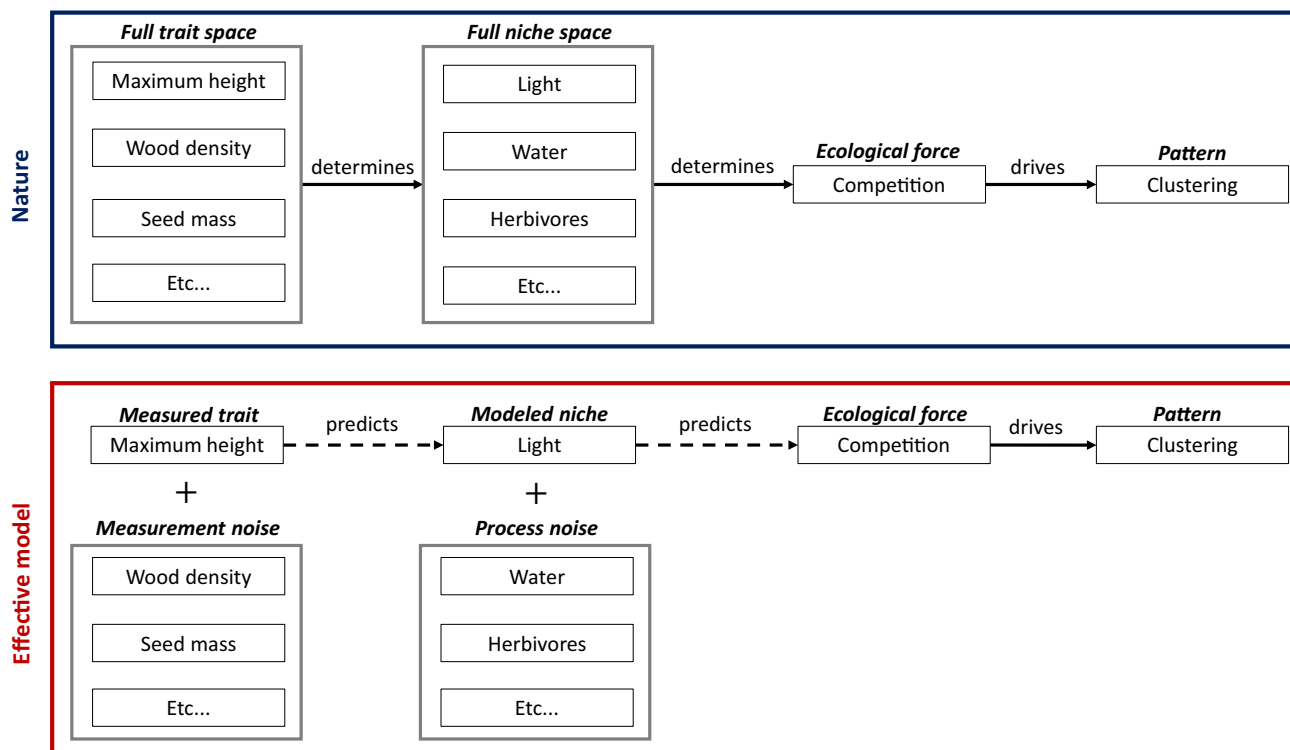 Nature
Full trait space
Maximum height
Wood density
Seed mass
Etc...
determines
Full niche space
Light
Water
Herbivores
Etc...
determines
Ecological force
Competition
drives
Pattern
Clustering
Effective model
Measured trait
Maximum height
+
Measurement noise
Wood density
Seed mass
Etc...
predicts
Modeled niche
Light
+
Process noise
Water
Herbivores
Etc...
predicts
Ecological force
Competition
drives
Pattern
Clustering